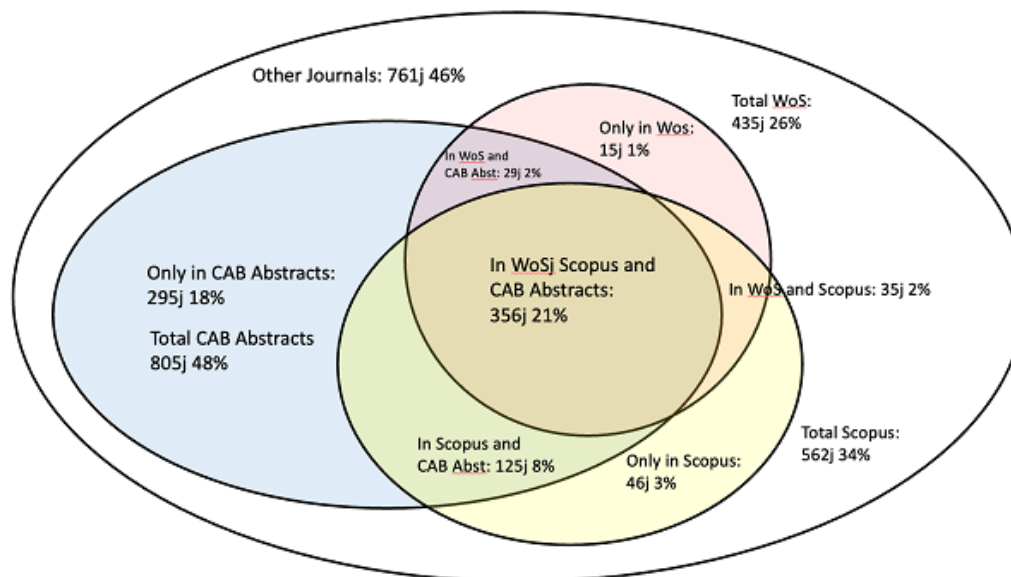 Other Journals: 761j 46%
Total WoS:
435j 26%
Only in Wos:
15j 1%
In WoS and
CAB Abst: 29j 2%
Only in CAB Abstracts:
295j 18%
Total CAB Abstracts
805j 48%
In WoSj Scopus and
CAB Abstracts:
356j 21%
In WoS and Scopus: 35j 2%
In Scopus and
CAB Abst: 125j 8%
Only in Scopus:
46j 3%
Total Scopus:
562j 34%